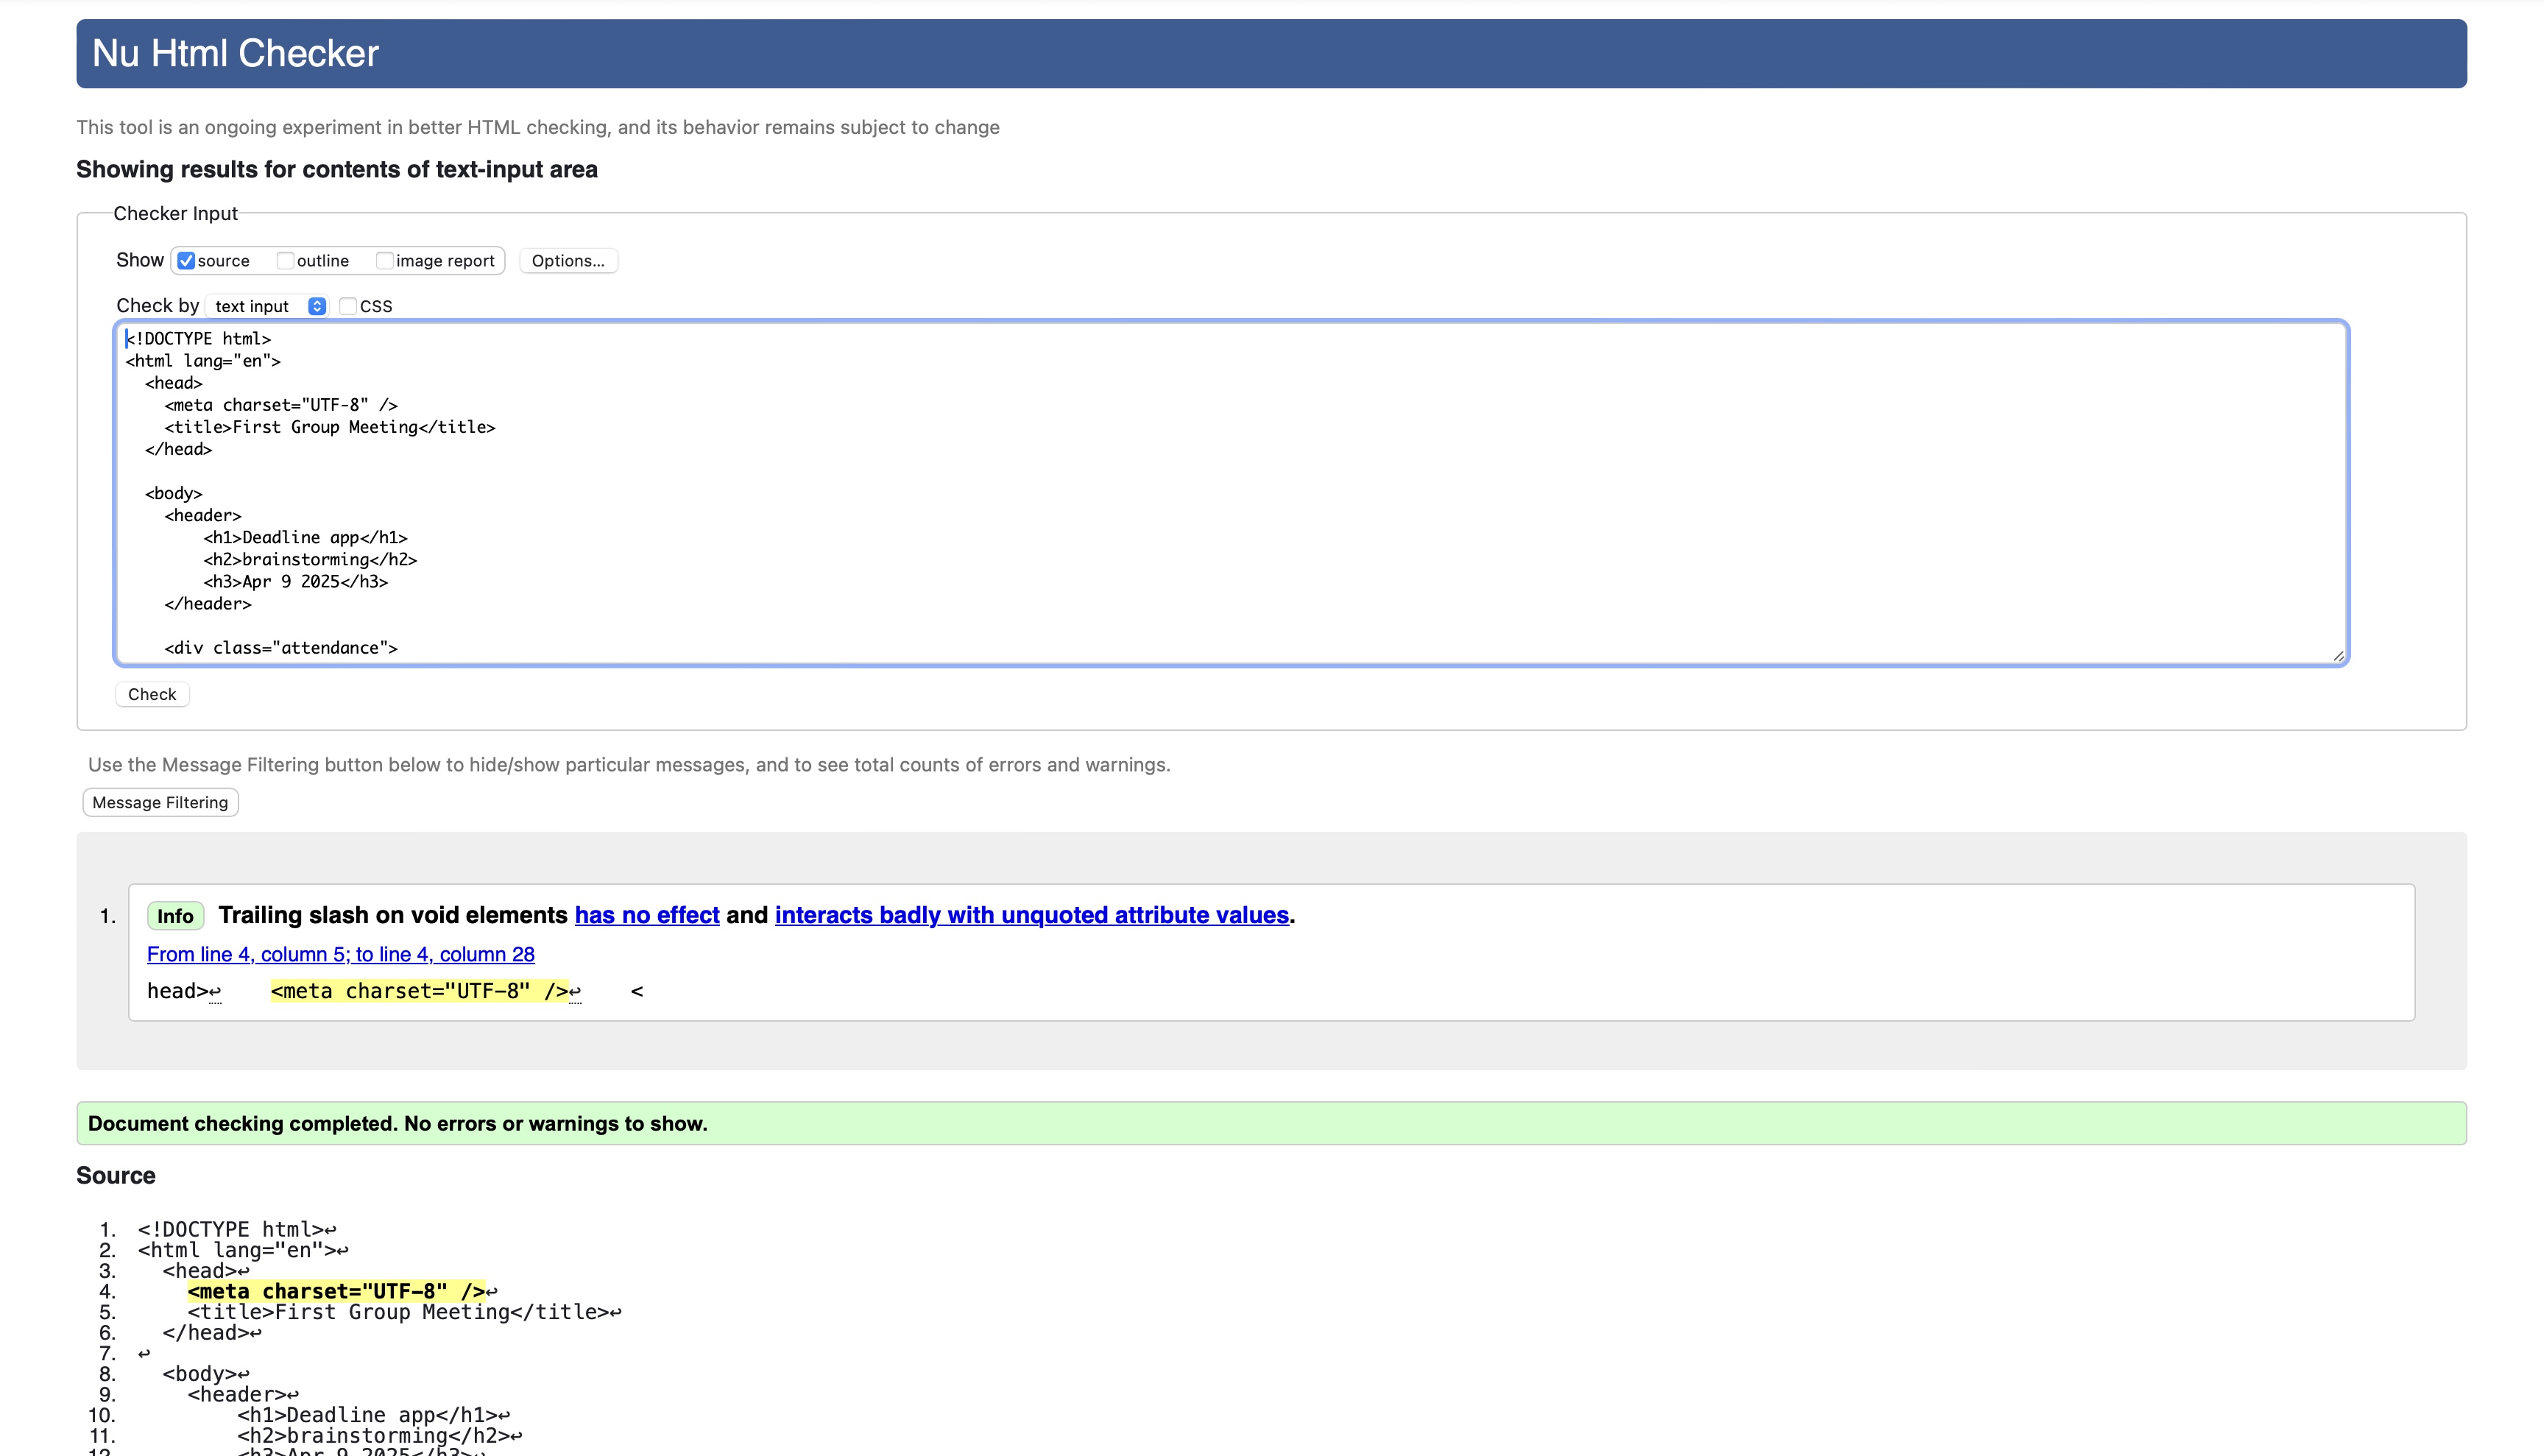 Nu Html Checker
This tool is an ongoing experiment in better HTML checking, and its behavior remains subject to change
Showing results for contents of text-input area
Checker Input
Show source outline image report Options...
Check by text input CSS
<!DOCTYPE html>
<html lang="en">
  <head>
    <meta charset="UTF-8" />
    <title>First Group Meeting</title>
  </head>
  <body>
    <header>
        <h1>Deadline app</h1>
        <h2>brainstorming</h2>
        <h3>Apr 9 2025</h3>
    </header>
    <div class="attendance">
Check
Use the Message Filtering button below to hide/show particular messages, and to see total counts of errors and warnings.
Message Filtering
1. Info Trailing slash on void elements has no effect and interacts badly with unquoted attribute values.
From line 4, column 5; to line 4, column 28
head>↩    <meta charset="UTF-8" />↩    <
Document checking completed. No errors or warnings to show.
Source
1. <!DOCTYPE html>↩
2. <html lang="en">↩
3.   <head>↩
4.     <meta charset="UTF-8" />↩
5.     <title>First Group Meeting</title>↩
6.   </head>↩
7. ↩
8.   <body>↩
9.     <header>↩
10.         <h1>Deadline app</h1>↩
11.         <h2>brainstorming</h2>↩
12.         <h3>Apr 9 2025</h3>↩